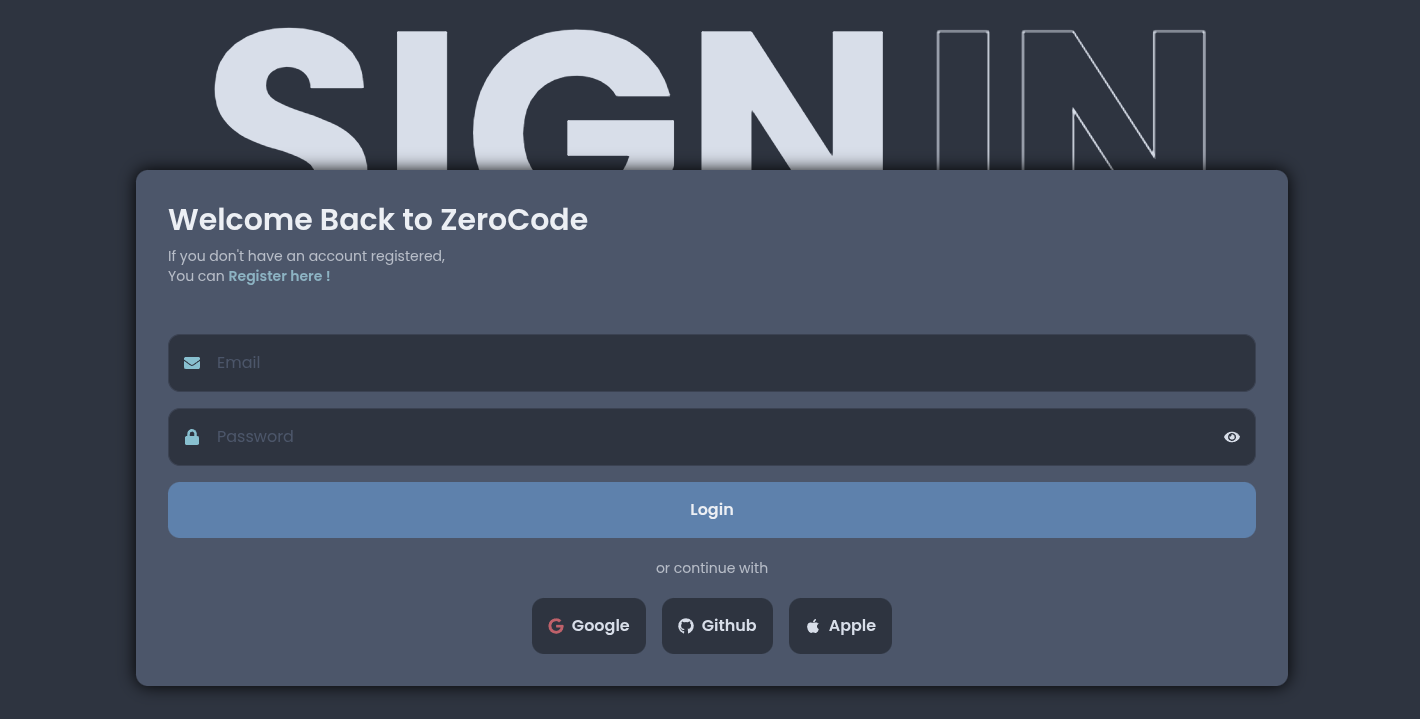 SIGN IN
Welcome Back to ZeroCode
If you don't have an account registered,
You can Register here !
Email
Password
Login
or continue with
Google Github Apple